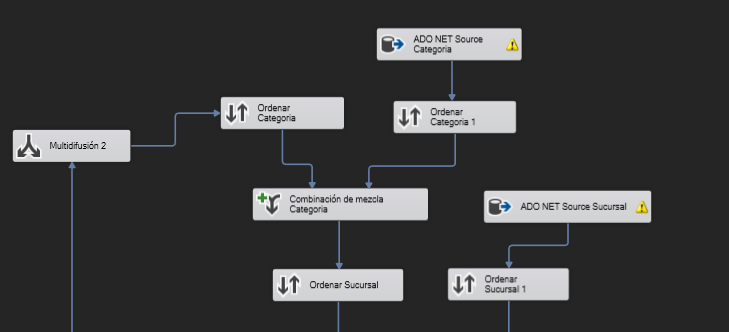 ADO NET Source
Categoria
Ordenar
Categoria
Ordenar
Categoria 1
Multidifusión 2
Combinación de mezcla
Categoria
ADO NET Source Sucursal
Ordenar Sucursal
Ordenar
Sucursal 1